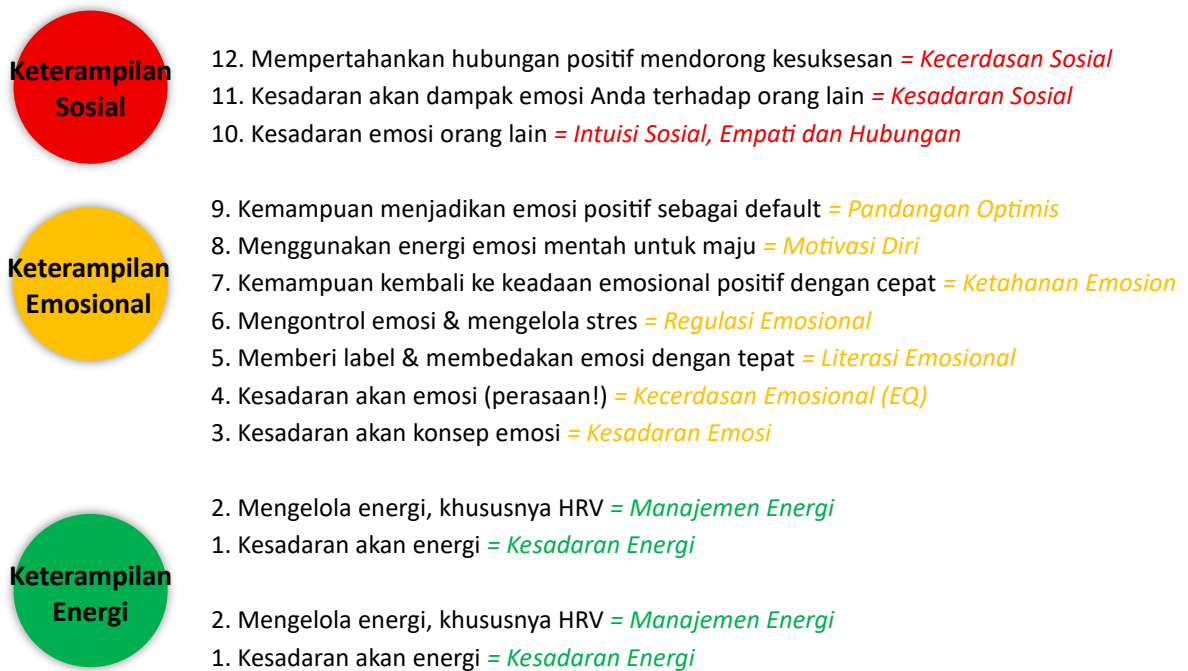 Keterampilan
Sosial
12. Mempertahankan hubungan positif mendorong kesuksesan = Kecerdasan Sosial
11. Kesadaran akan dampak emosi Anda terhadap orang lain = Kesadaran Sosial
10. Kesadaran emosi orang lain = Intuisi Sosial, Empati dan Hubungan
Keterampilan
Emosional
9. Kemampuan menjadikan emosi positif sebagai default = Pandangan Optimis
8. Menggunakan energi emosi mentah untuk maju = Motivasi Diri
7. Kemampuan kembali ke keadaan emosional positif dengan cepat = Ketahanan Emosion
6. Mengontrol emosi & mengelola stres = Regulasi Emosional
5. Memberi label & membedakan emosi dengan tepat = Literasi Emosional
4. Kesadaran akan emosi (perasaan!) = Kecerdasan Emosional (EQ)
3. Kesadaran akan konsep emosi = Kesadaran Emosi
Keterampilan
Energi
2. Mengelola energi, khususnya HRV = Manajemen Energi
1. Kesadaran akan energi = Kesadaran Energi
2. Mengelola energi, khususnya HRV = Manajemen Energi
1. Kesadaran akan energi = Kesadaran Energi